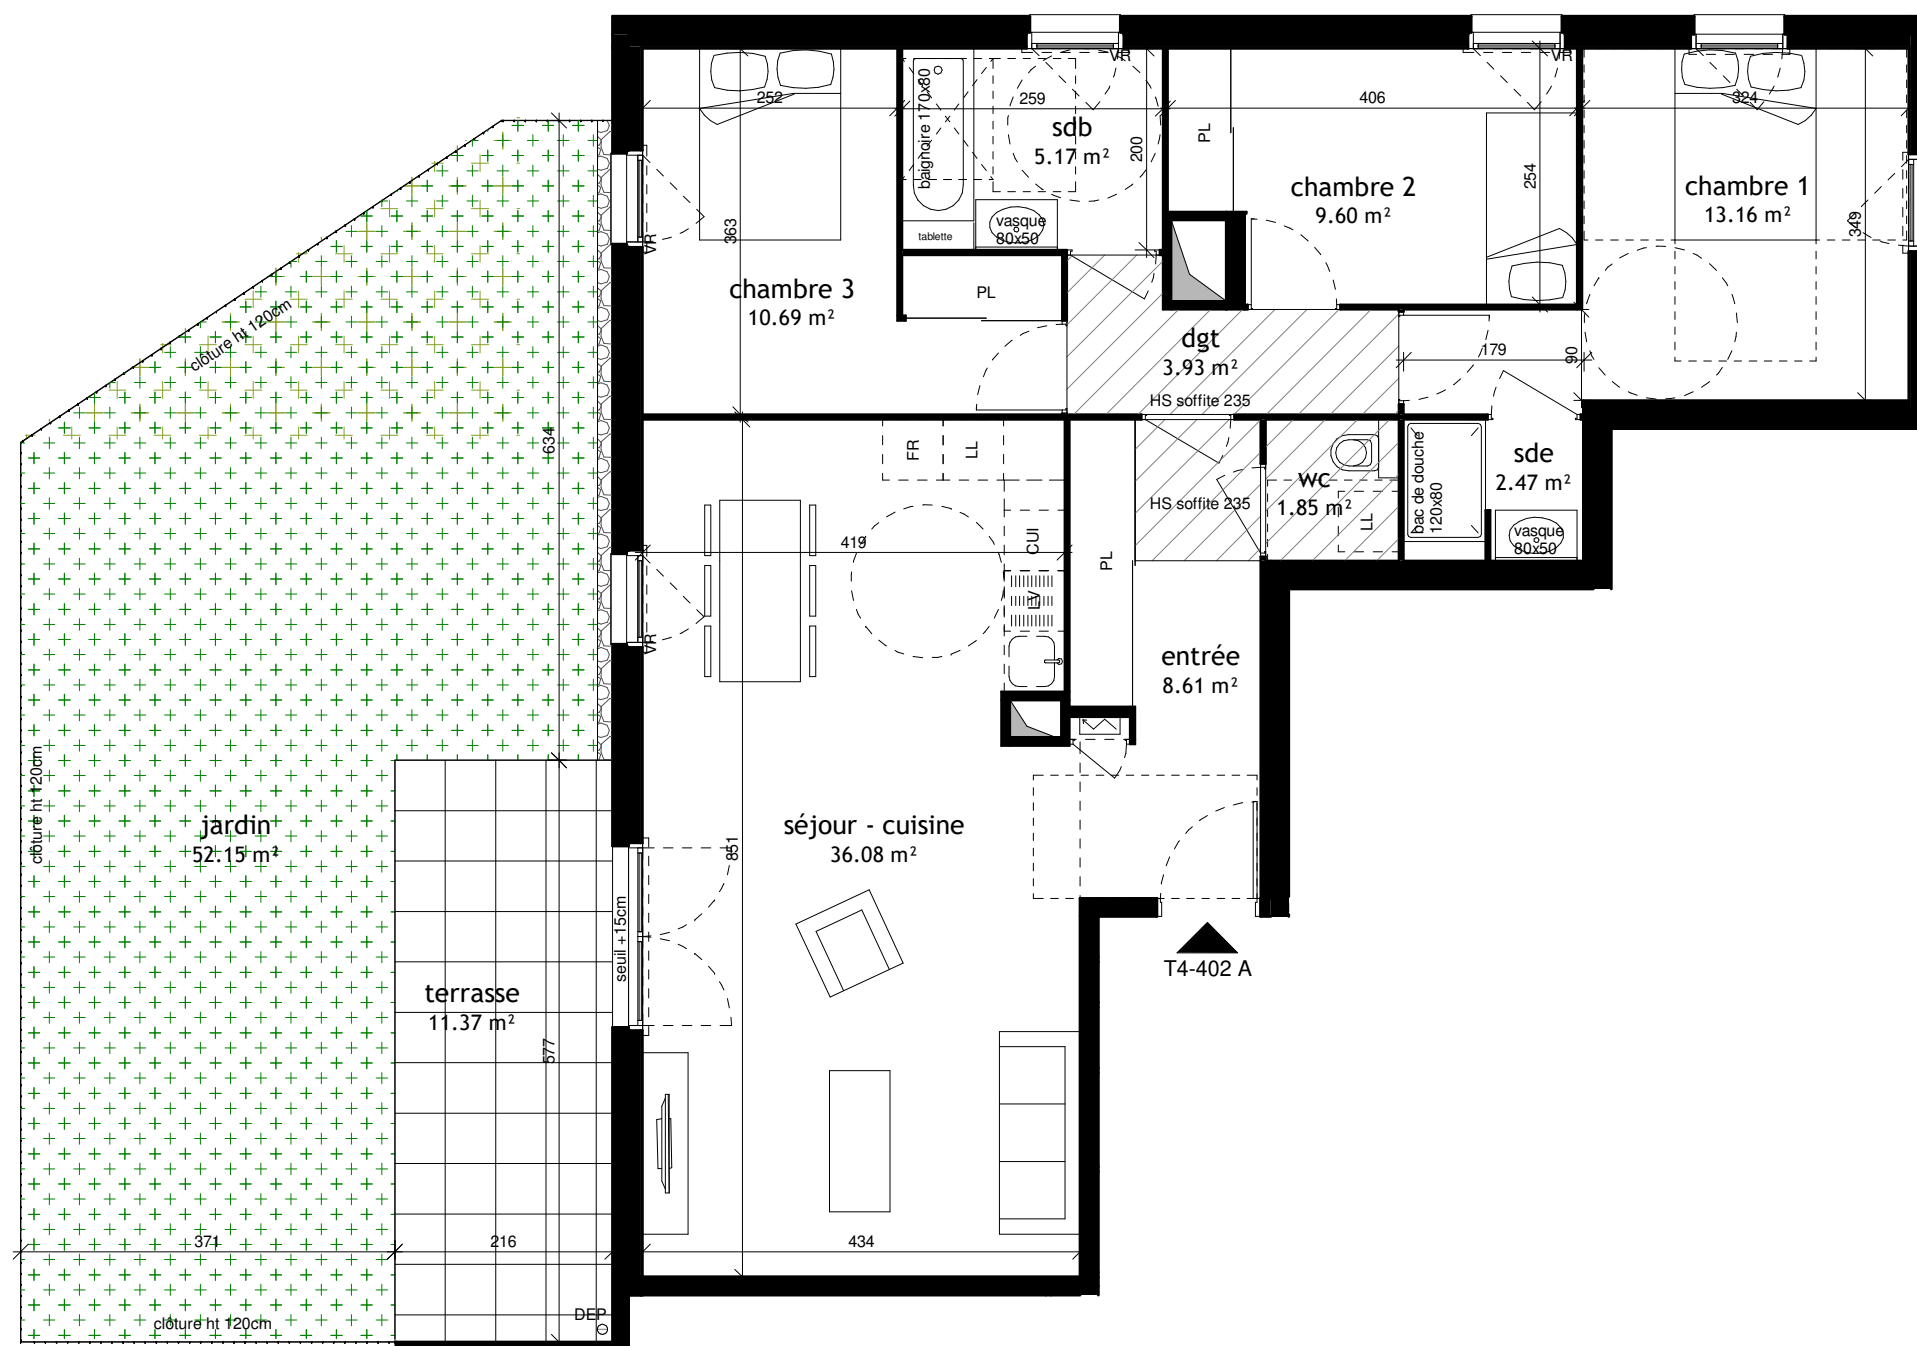 VR
VR
252
259
406
324
baignoire 170x80
sdb
5.17 m²
200
PL
254
chambre 2
9.60 m²
chambre 1
13.16 m²
349
363
VR
vasque
80x50
tablette
chambre 3
10.69 m²
PL
clôture ht 120cm
dgt
3.93 m²
179
90
HS soffite 235
634
FR
LL
HS soffite 235
wc
1.85 m²
LL
bac de douche
120x80
sde
2.47 m²
vasque
80x50
419
CUI
LV
PL
VR
entrée
8.61 m²
clôture ht 120cm
jardin
52.15 m²
séjour - cuisine
36.08 m²
851
seuil +15cm
T4-402 A
terrasse
11.37 m²
577
371
216
434
DEP
clôture ht 120cm